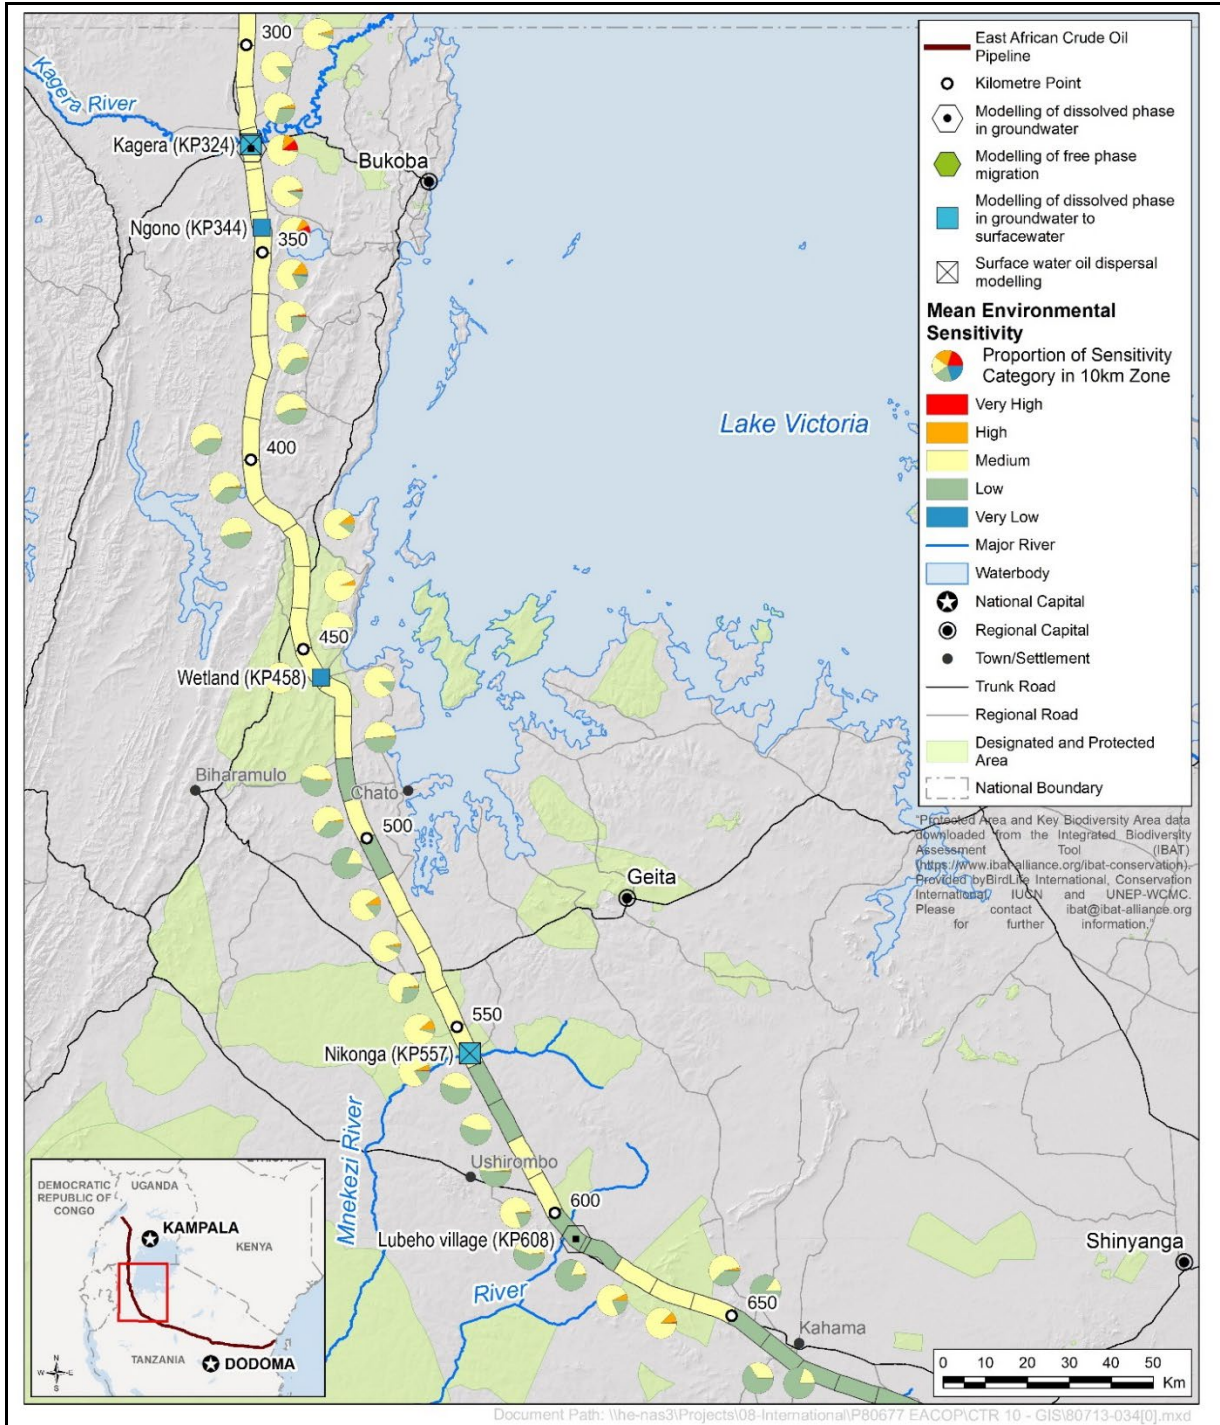 300
Kagera River
Kagera (KP324)
Bukoba
Ngono (KP344)
350
Lake Victoria
400
450
Wetland (KP458)
Biharamulo
Chato
500
Geita
550
Nikonga (KP557)
Mnekezi River
Ushirombo
600
Lubeho village (KP608)
River
Shinyanga
650
Kahama
East African Crude Oil
Pipeline
Kilometre Point
Modelling of dissolved phase
in groundwater
Modelling of free phase
migration
Modelling of dissolved phase
in groundwater to
surfacewater
Surface water oil dispersal
modelling
Mean Environmental
Sensitivity
Proportion of Sensitivity
Category in 10km Zone
Very High
High
Medium
Low
Very Low
Major River
Waterbody
National Capital
Regional Capital
Town/Settlement
Trunk Road
Regional Road
Designated and Protected
Area
National Boundary
"Protected Area and Key Biodiversity Area data
downloaded from the Integrated Biodiversity
Assessment Tool (IBAT)
(https://www.ibat-alliance.org/ibat-conservation).
Provided byBirdLife International, Conservation
International, IUCN and UNEP-WCMC.
Please contact ibat@ibat-alliance.org
for further information."
DEMOCRATIC
REPUBLIC OF
CONGO
UGANDA
KAMPALA
KENYA
TANZANIA
DODOMA
N
W E
S
0 10 20 30 40 50
Km
Document Path: \\he-nas3\Projects\08-International\P80677 EACOP\CTR 10 - GIS\80713-034[0].mxd